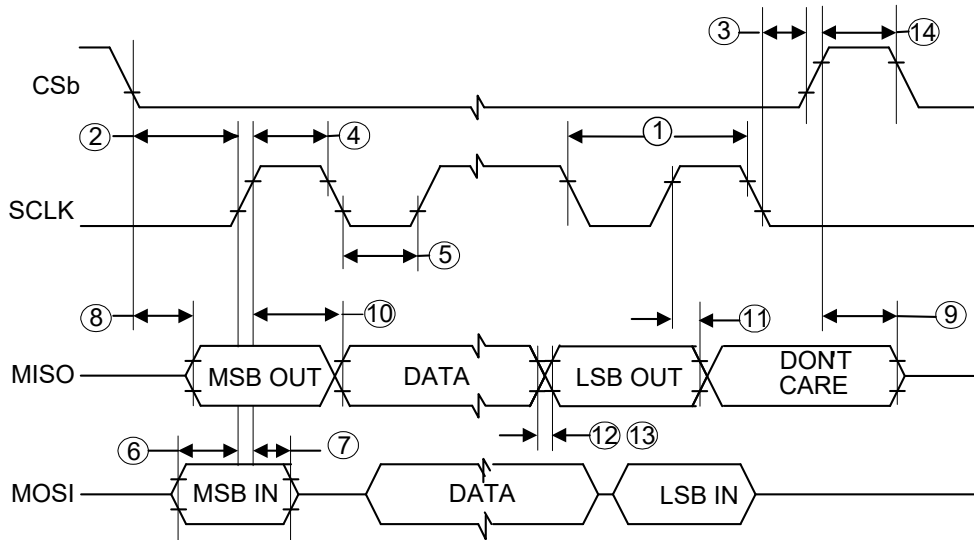 ③ ⑭
CSb
② ④ ①
SCLK
⑤
⑧ ⑩ ⑪ ⑨
MISO MSB OUT DATA LSB OUT DON'T
CARE
⑥ ⑦ ⑫ ⑬
MOSI MSB IN DATA LSB IN